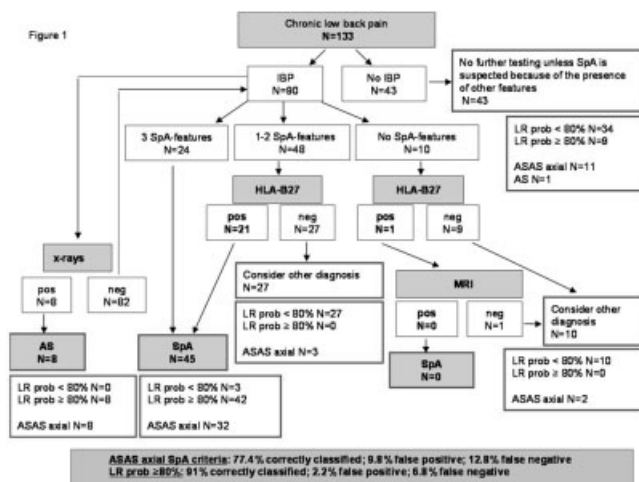 Figure 1
Chronic low back pain
N=133
IBP
N=90
No IBP
N=43
No further testing unless SpA is
suspected because of the presence
of other features
N=43
3 SpA-features
N=24
1-2 SpA-features
N=48
No SpA-features
N=10
LR prob < 80% N=34
LR prob ≥ 80% N=9
ASAS axial N=11
AS N=1
HLA-B27
HLA-B27
pos
N=21
neg
N=27
pos
N=1
neg
N=9
x-rays
pos
N=8
neg
N=82
Consider other diagnosis
N=27
MRI
pos
N=0
neg
N=1
Consider other
diagnosis
N=10
LR prob < 80% N=27
LR prob ≥ 80% N=0
ASAS axial N=3
AS
N=8
SpA
N=45
SpA
N=0
LR prob < 80% N=0
LR prob ≥ 80% N=8
ASAS axial N=8
LR prob < 80% N=3
LR prob ≥ 80% N=42
ASAS axial N=32
LR prob < 80% N=10
LR prob ≥ 80% N=0
ASAS axial N=2
ASAS axial SpA criteria: 77.4% correctly classified; 9.8% false positive; 12.8% false negative
LR prob ≥80%: 91% correctly classified; 2.2% false positive; 6.8% false negative